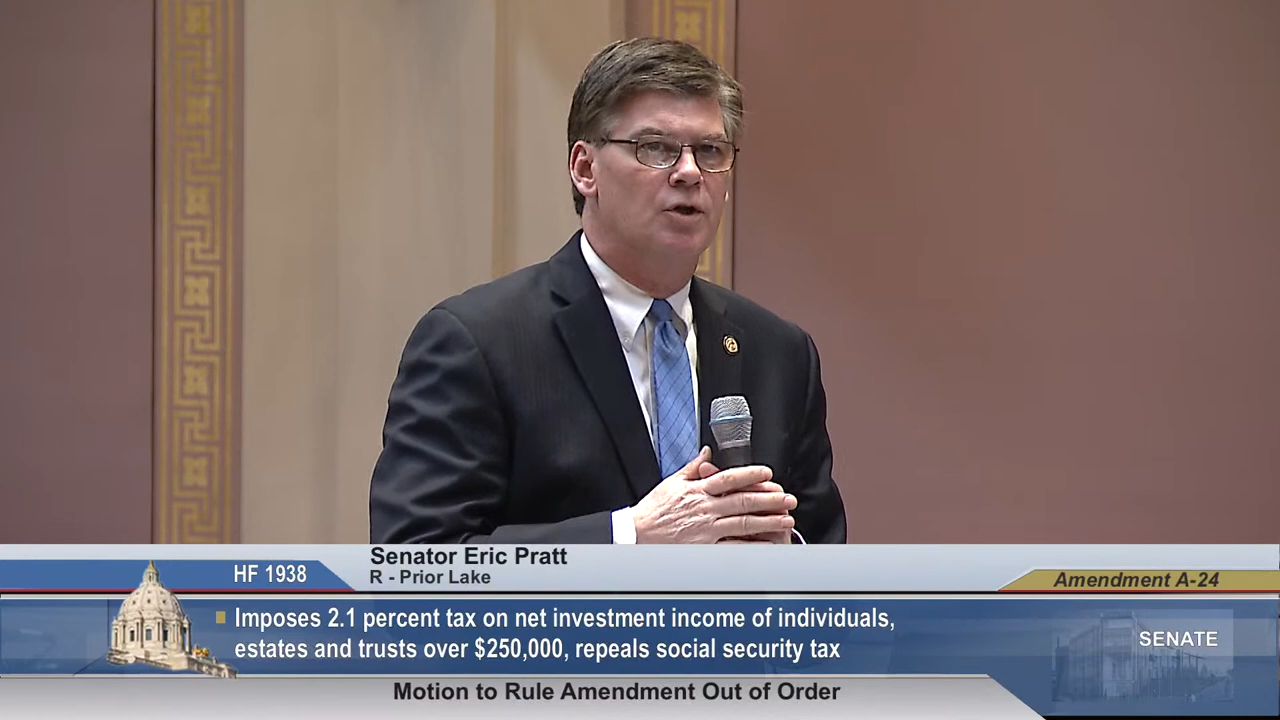 Senator Eric Pratt
R - Prior Lake
HF 1938
Amendment A-24
Imposes 2.1 percent tax on net investment income of individuals,
estates and trusts over $250,000, repeals social security tax
SENATE
Motion to Rule Amendment Out of Order